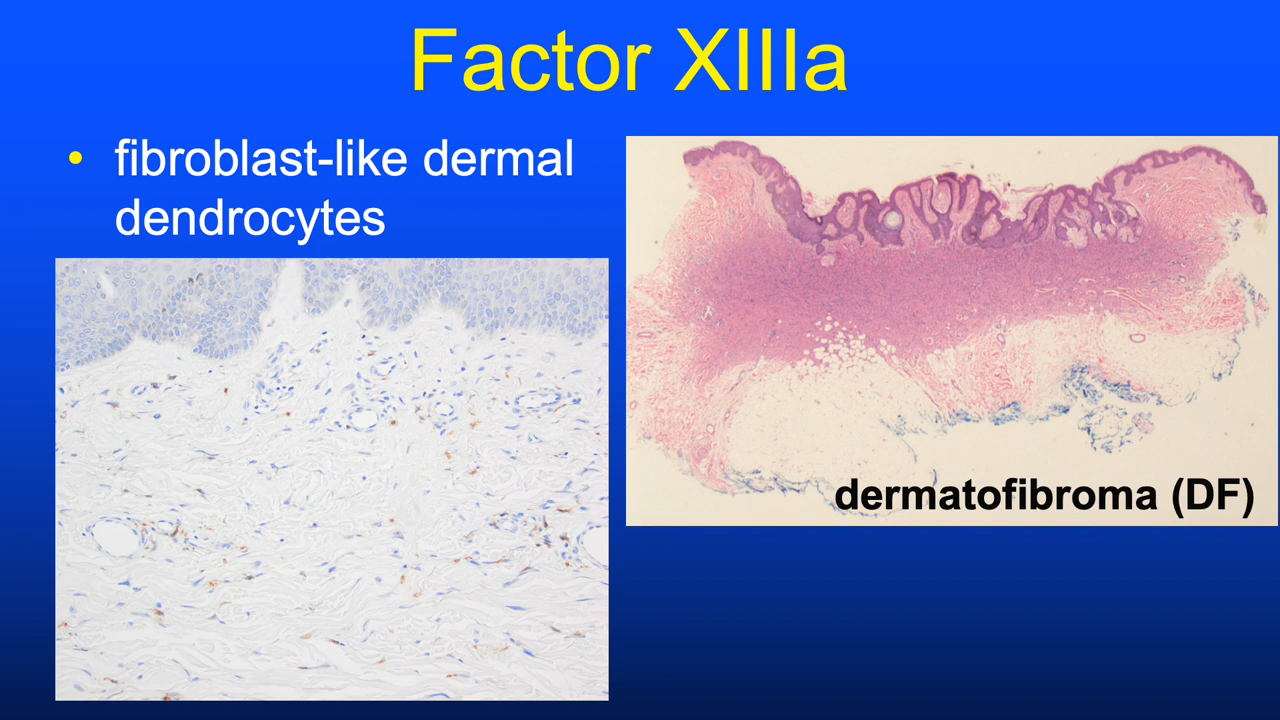 Factor XIIIa
• fibroblast-like dermal
dendrocytes
dermatofibroma (DF)